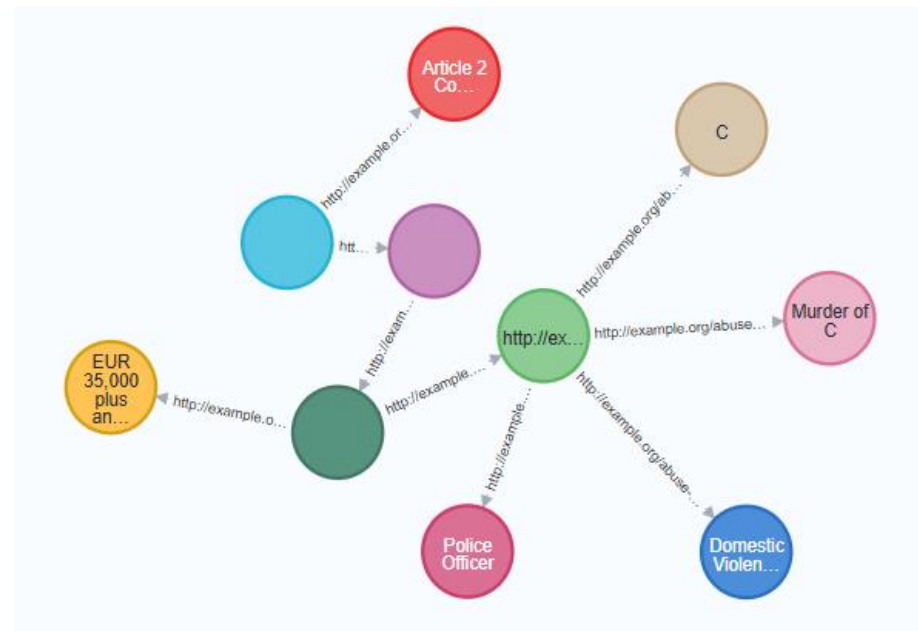 Article 2
Co...
http://example.or...
C
http://example.org/ab...
htt...
http://exam...
http://ex...
http://example.org/abuse...
Murder of
C
EUR
35,000
plus
an...
http://example.o...
http://example....
http://example...
http://example.org/abuse-...
Police
Officer
Domestic
Violen...